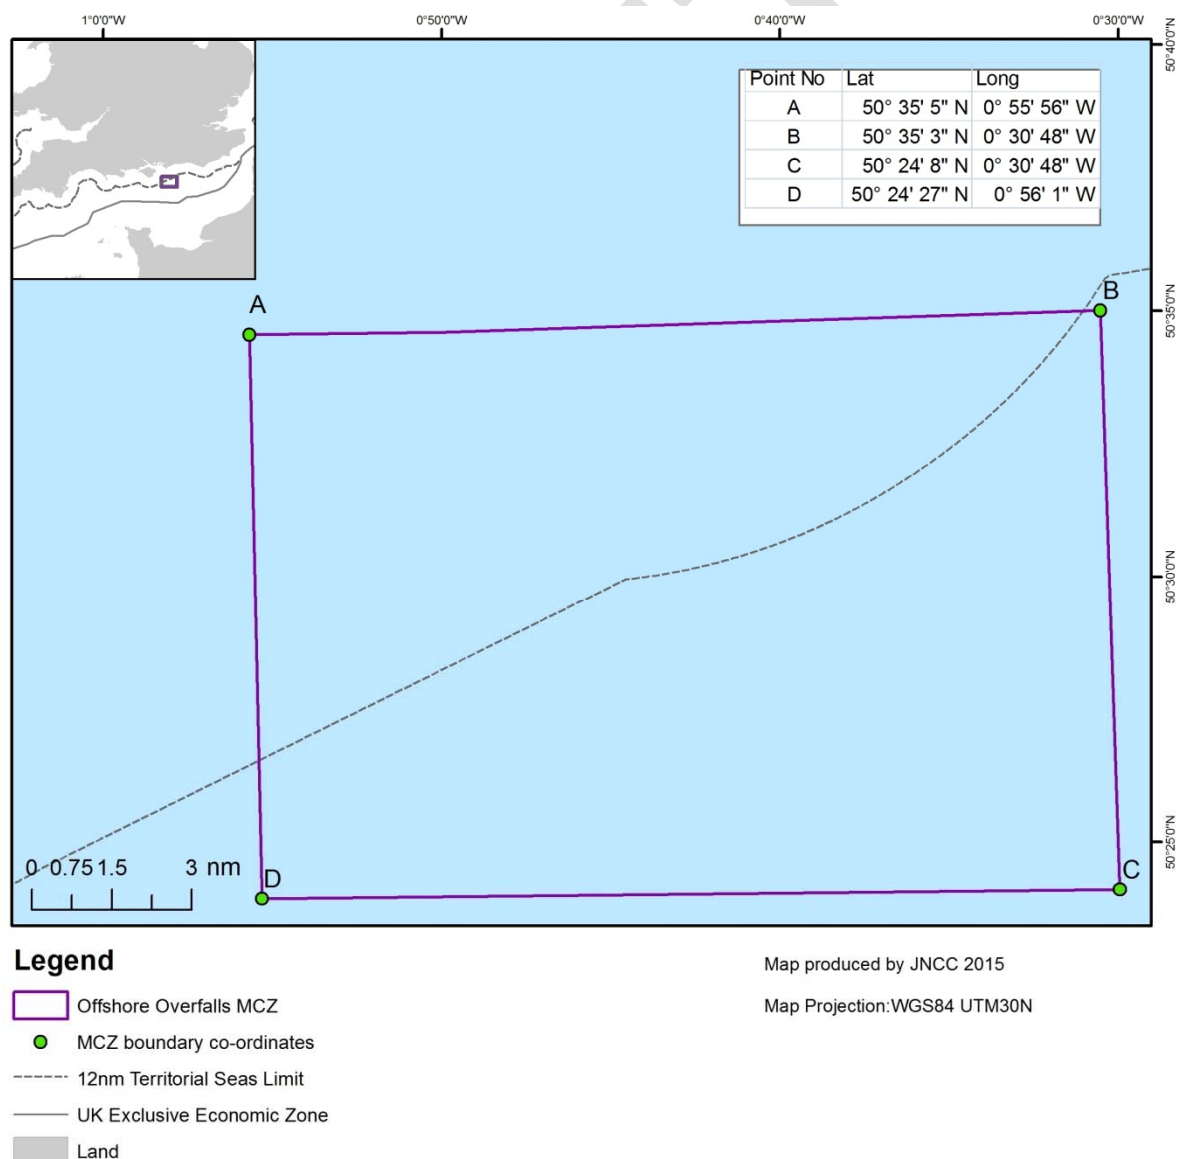 1°0'0"W 0°50'0"W 0°40'0"W 0°30'0"W
50°40'0"N
Point No Lat Long
A 50° 35' 5" N 0° 55' 56" W
B 50° 35' 3" N 0° 30' 48" W
C 50° 24' 8" N 0° 30' 48" W
D 50° 24' 27" N 0° 56' 1" W
A
B
50°35'0"N
50°30'0"N
50°25'0"N
0 0.75 1.5 3 nm
D
C
Legend
Offshore Overfalls MCZ
MCZ boundary co-ordinates
12nm Territorial Seas Limit
UK Exclusive Economic Zone
Land
Map produced by JNCC 2015
Map Projection:WGS84 UTM30N